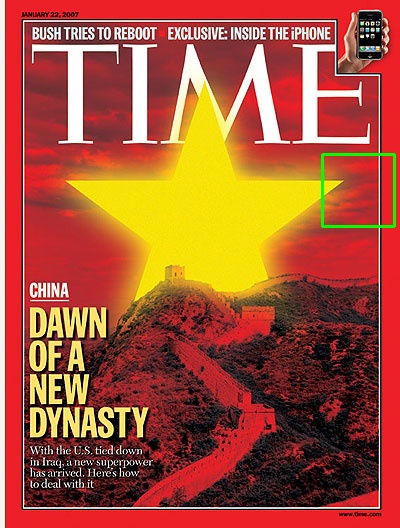 JANUARY 22, 2007
BUSH TRIES TO REBOOT EXCLUSIVE: INSIDE THE iPHONE
TIME
CHINA
DAWN
OF A
NEW
DYNASTY
With the U.S. tied down
in Iraq, a new superpower
has arrived. Here's how
to deal with it
www.time.com